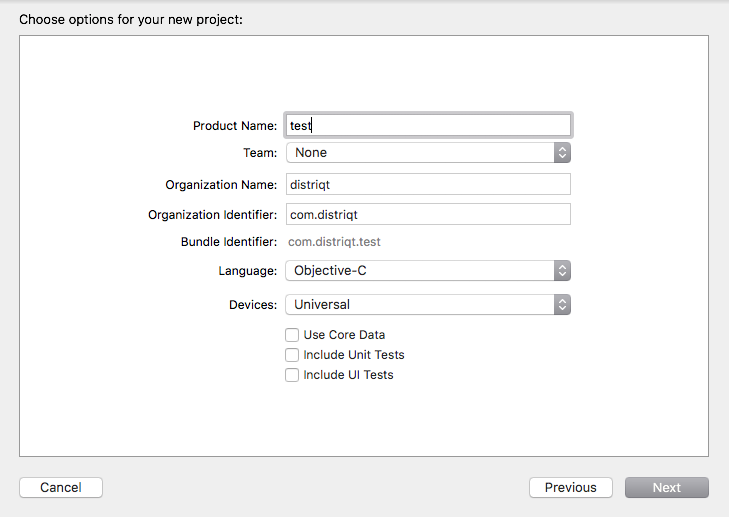 Choose options for your new project:
Product Name: test
Team: None
Organization Name: distriqt
Organization Identifier: com.distriqt
Bundle Identifier: com.distriqt.test
Language: Objective-C
Devices: Universal
Use Core Data
Include Unit Tests
Include UI Tests
Cancel Previous Next